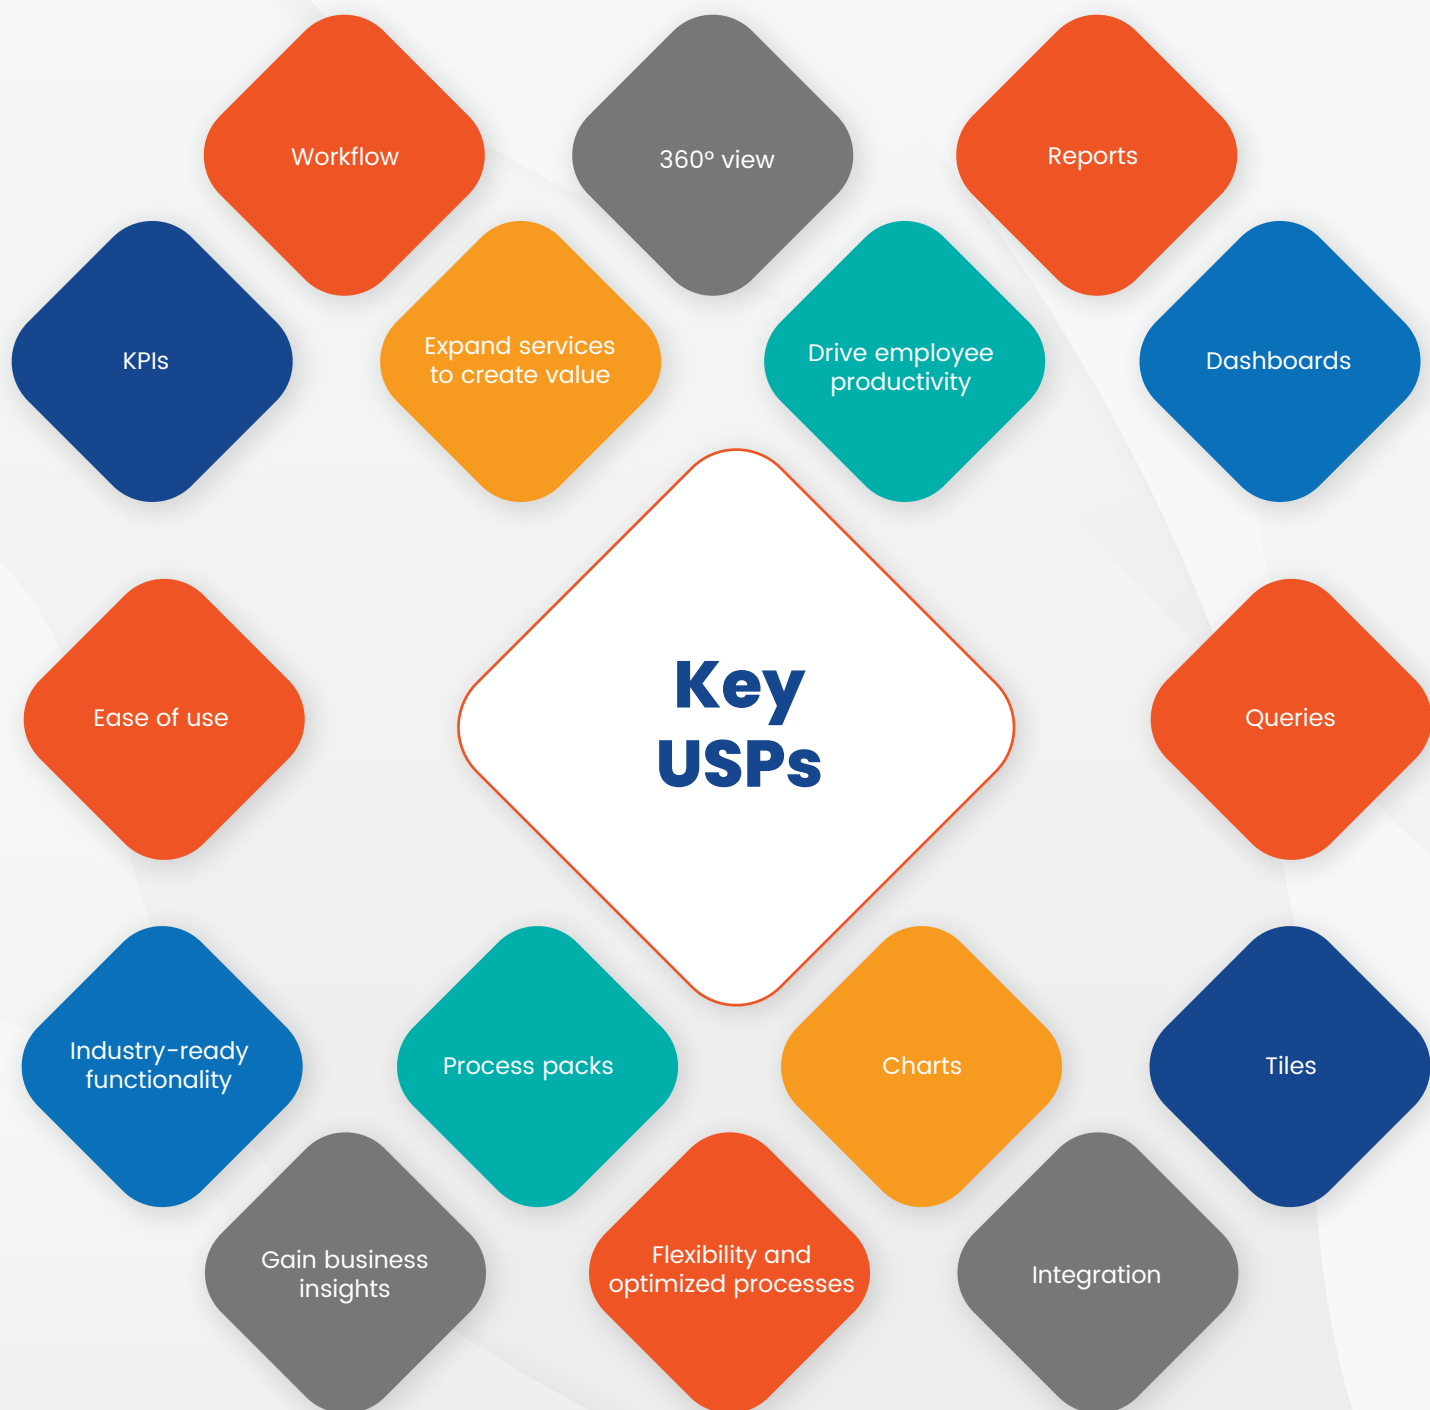 Workflow
360° view
Reports
KPIs
Expand services
to create value
Drive employee
productivity
Dashboards
Key
USPs
Ease of use
Queries
Industry-ready
functionality
Process packs
Charts
Tiles
Gain business
insights
Flexibility and
optimized processes
Integration